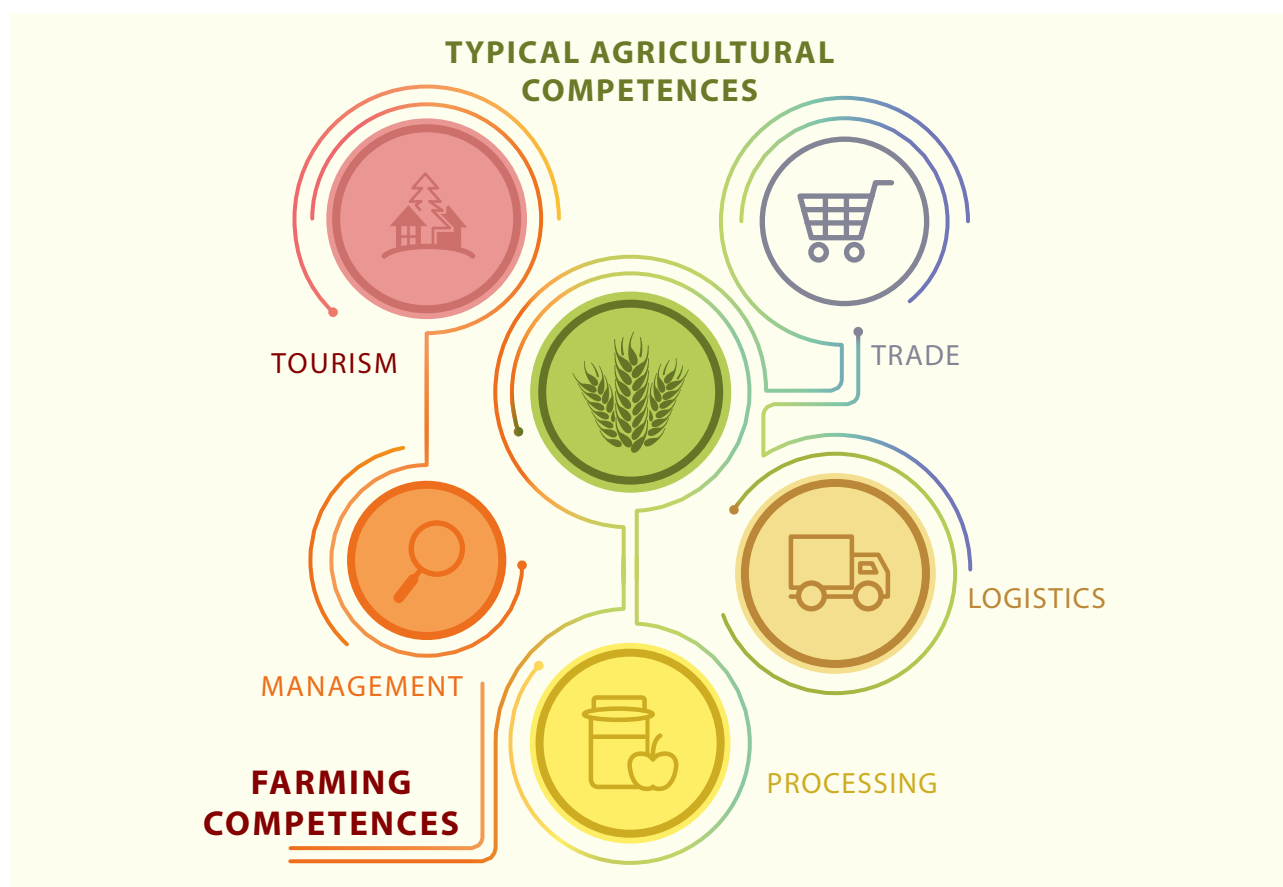 TYPICAL AGRICULTURAL
COMPETENCES
TOURISM
TRADE
LOGISTICS
MANAGEMENT
PROCESSING
FARMING
COMPETENCES